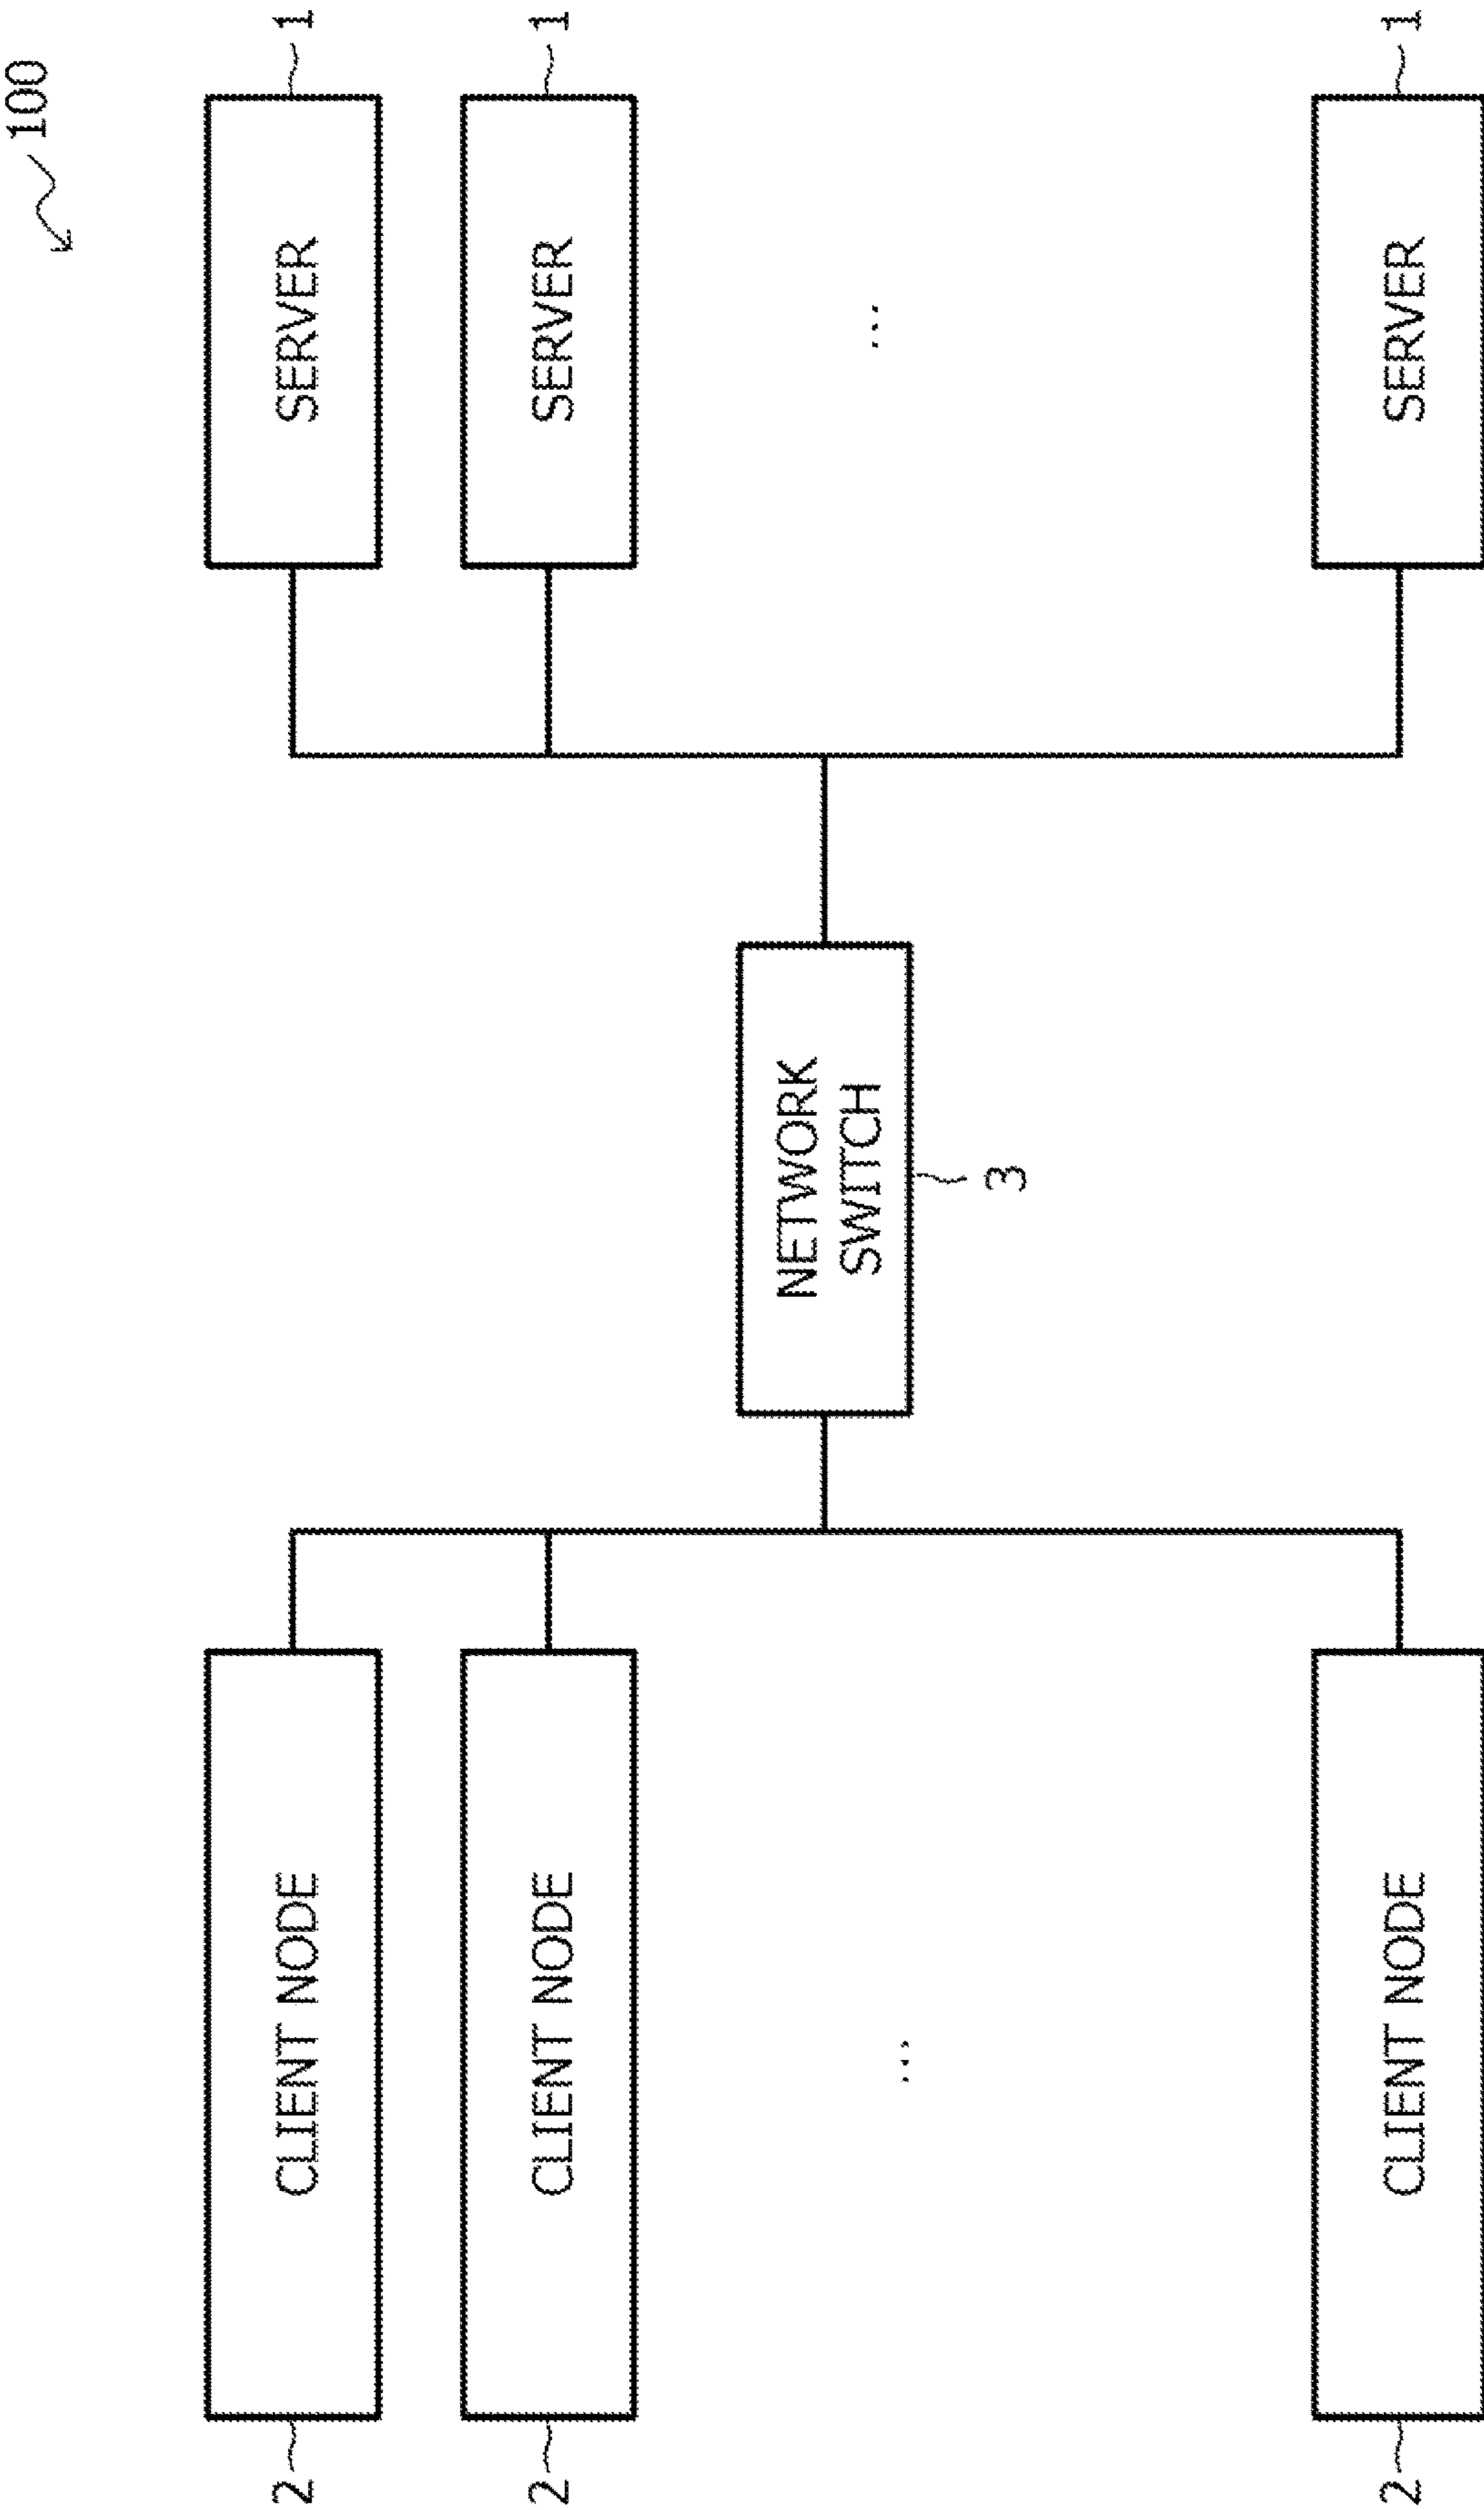 100
2
CLIENT NODE
SERVER
1
2
CLIENT NODE
SERVER
1
NETWORK
SWITCH
3
...
...
2
CLIENT NODE
SERVER
1